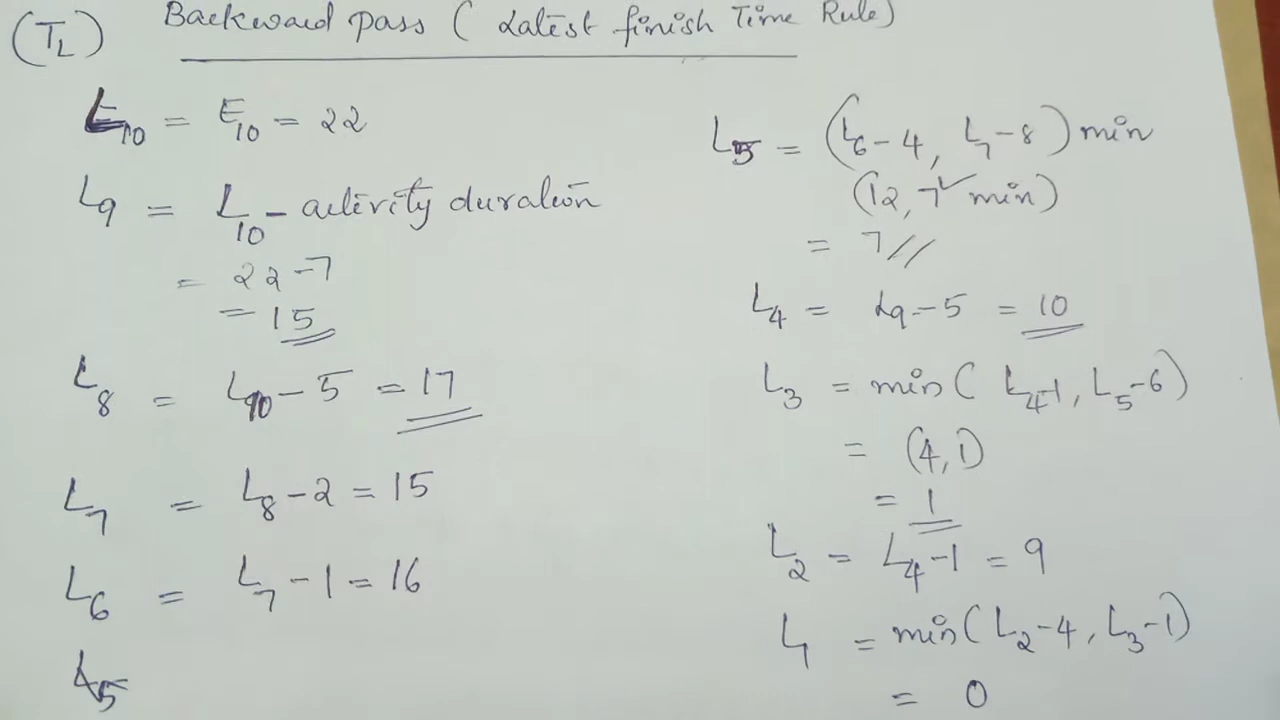 (TL) Backward pass ( Latest finish Time Rule)
L10 = E10 = 22
L9 = L10 - activity duration
= 22-7
= 15
L8 = L10 - 5 = 17
L7 = L8 - 2 = 15
L6 = L7 - 1 = 16
L5
L5 = (L6-4, L7-8) min
(12, 7✓ min)
= 7//
L4 = L9-5 = 10
L3 = min( L4-1, L5-6)
= (4,1)
= 1
L2 = L4-1 = 9
L1 = min( L2-4, L3-1)
= 0